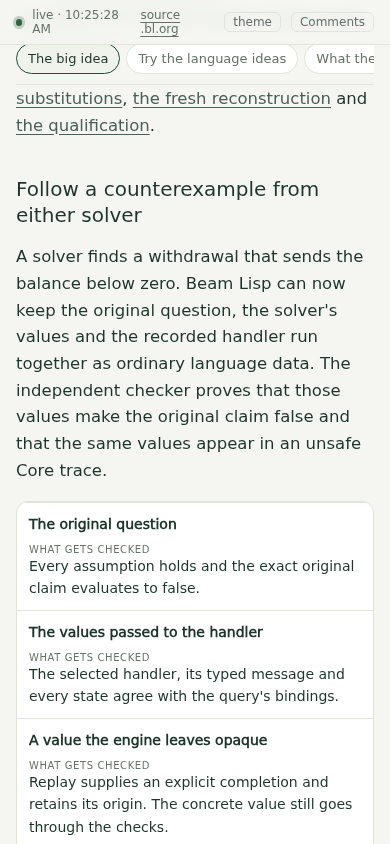 live · 10:25:28
AM
source
.bl.org
theme
Comments
The big idea
Try the language ideas
What the
substitutions, the fresh reconstruction and
the qualification.
Follow a counterexample from
either solver
A solver finds a withdrawal that sends the
balance below zero. Beam Lisp can now
keep the original question, the solver's
values and the recorded handler run
together as ordinary language data. The
independent checker proves that those
values make the original claim false and
that the same values appear in an unsafe
Core trace.
The original question
WHAT GETS CHECKED
Every assumption holds and the exact original
claim evaluates to false.
The values passed to the handler
WHAT GETS CHECKED
The selected handler, its typed message and
every state agree with the query's bindings.
A value the engine leaves opaque
WHAT GETS CHECKED
Replay supplies an explicit completion and
retains its origin. The concrete value still goes
through the checks.